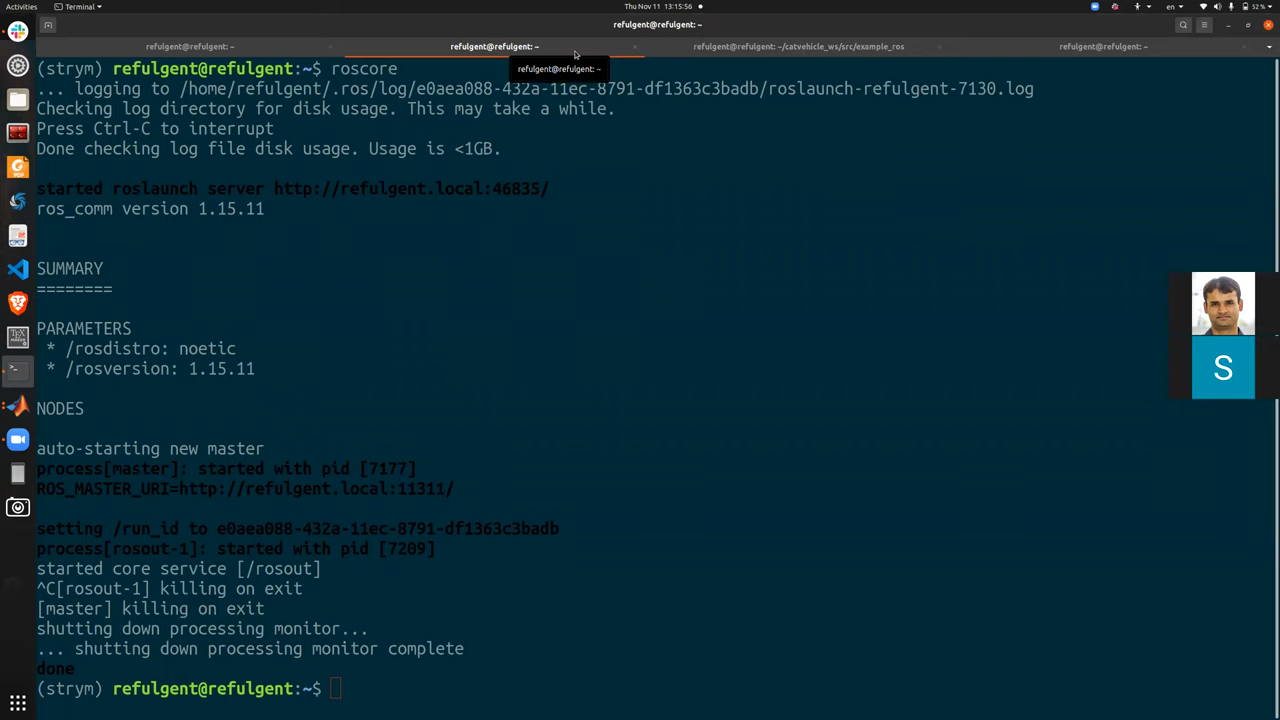 Activities
Terminal
Thu Nov 11 13:15:56
en
52 %
refulgent@refulgent: ~
refulgent@refulgent: ~
refulgent@refulgent: ~
refulgent@refulgent: ~/catvehicle_ws/src/example_ros
refulgent@refulgent: ~
refulgent@refulgent: ~
(strym) refulgent@refulgent:~$ roscore
... logging to /home/refulgent/.ros/log/e0aea088-432a-11ec-8791-df1363c3badb/roslaunch-refulgent-7130.log
Checking log directory for disk usage. This may take a while.
Press Ctrl-C to interrupt
Done checking log file disk usage. Usage is <1GB.
started roslaunch server http://refulgent.local:46835/
ros_comm version 1.15.11
SUMMARY
========
PARAMETERS
* /rosdistro: noetic
* /rosversion: 1.15.11
NODES
auto-starting new master
process[master]: started with pid [7177]
ROS_MASTER_URI=http://refulgent.local:11311/
setting /run_id to e0aea088-432a-11ec-8791-df1363c3badb
process[rosout-1]: started with pid [7209]
started core service [/rosout]
^C[rosout-1] killing on exit
[master] killing on exit
shutting down processing monitor...
... shutting down processing monitor complete
done
(strym) refulgent@refulgent:~$
S